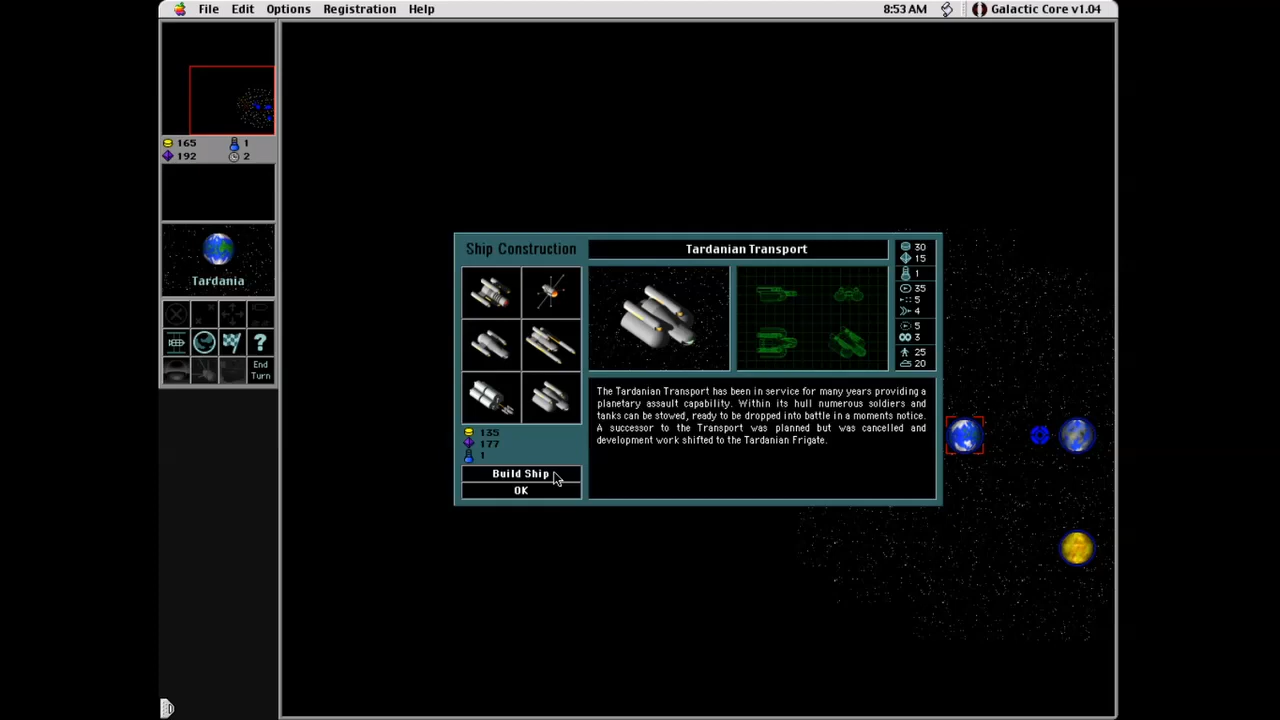 File Edit Options Registration Help 8:53 AM Galactic Core v1.04
165 1
192 2
Tardania
?
End
Turn
Ship Construction
Tardanian Transport
30
15
1
35
5
4
5
3
25
20
135
177
1
Build Ship
OK
The Tardanian Transport has been in service for many years providing a
planetary assault capability. Within its hull numerous soldiers and
tanks can be stowed, ready to be dropped into battle in a moments notice.
A successor to the Transport was planned but was cancelled and
development work shifted to the Tardanian Frigate.